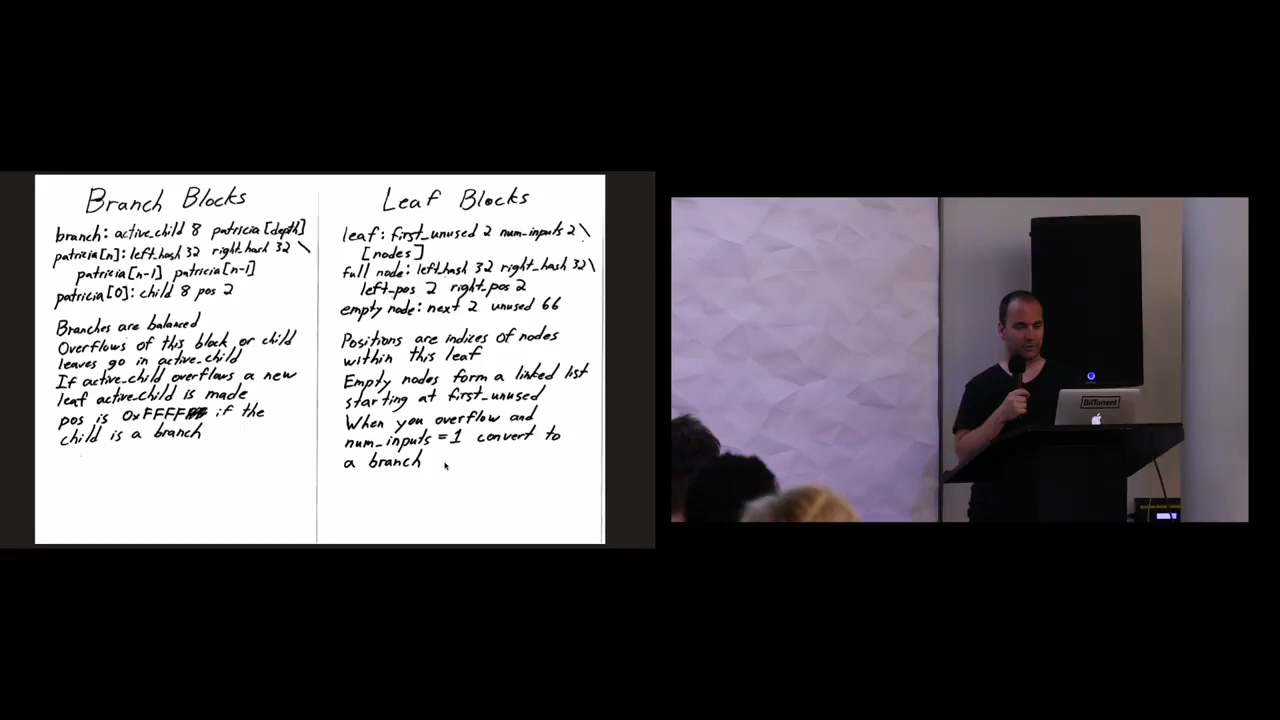 Branch Blocks
branch: active_child 8 patricia [depth]
patricia[n]: left_hash 32 right_hash 32 \
patricia[n-1] patricia[n-1]
patricia[0]: child 8 pos 2
Branches are balanced
Overflows of this block or child
leaves go in active_child
If active_child overflows a new
leaf active_child is made
pos is 0xFFFF if the
child is a branch
Leaf Blocks
leaf: first_unused 2 num_inputs 2 \
[nodes]
full node: left_hash 32 right_hash 32 \
left_pos 2 right_pos 2
empty node: next 2 unused 66
Positions are indices of nodes
within this leaf
Empty nodes form a linked list
starting at first_unused
When you overflow and
num_inputs = 1 convert to
a branch
BitTorrent